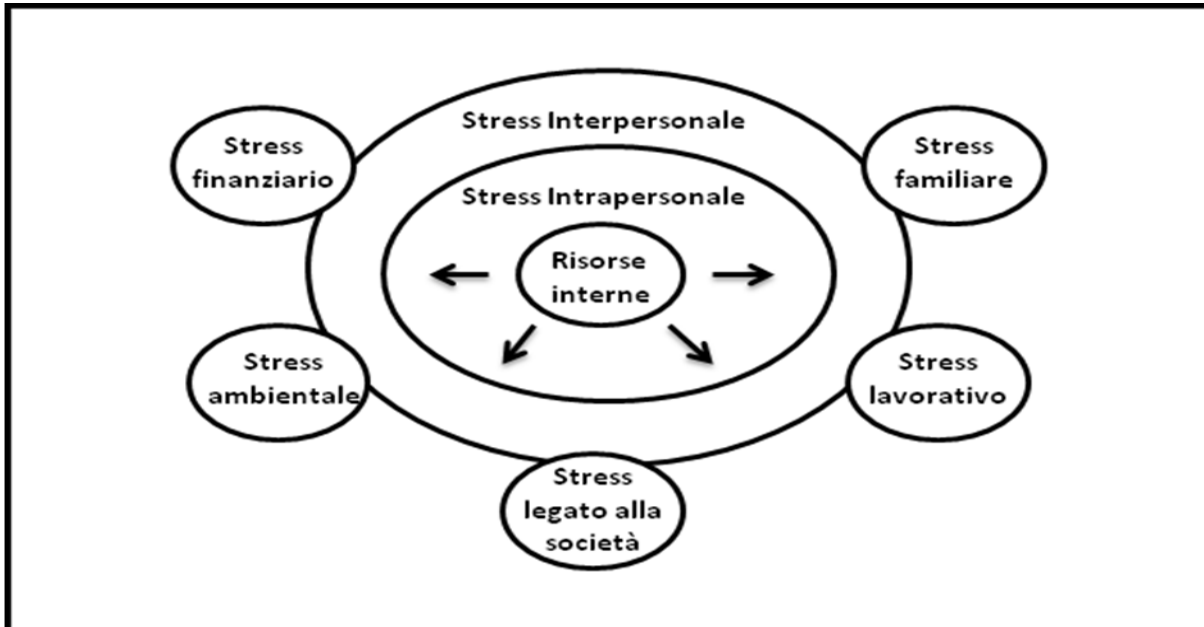 Stress Interpersonale
Stress
finanziario
Stress
familiare
Stress Intrapersonale
Risorse
interne
Stress
ambientale
Stress
lavorativo
Stress
legato alla
società